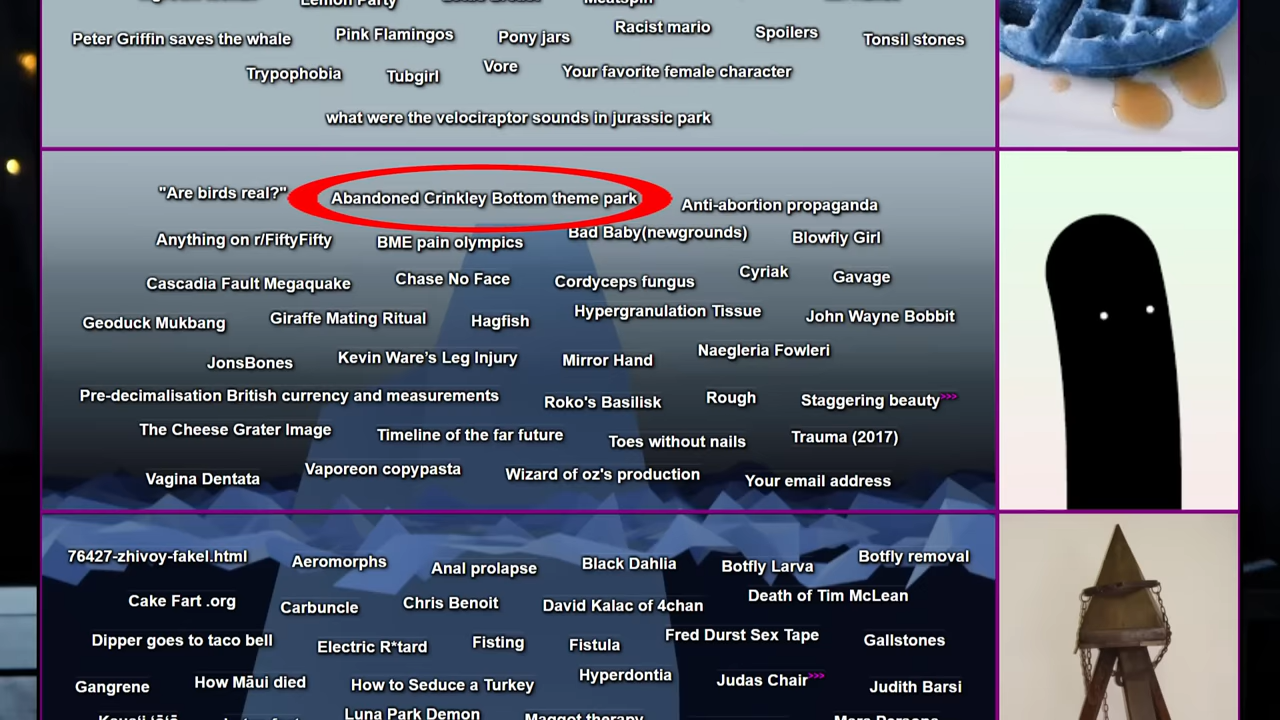 Lemon Party
Meatspin
Peter Griffin saves the whale Pink Flamingos Pony jars Racist mario Spoilers Tonsil stones
Trypophobia Tubgirl Vore Your favorite female character
what were the velociraptor sounds in jurassic park
"Are birds real?" Abandoned Crinkley Bottom theme park Anti-abortion propaganda
Anything on r/FiftyFifty BME pain olympics Bad Baby(newgrounds) Blowfly Girl
Cascadia Fault Megaquake Chase No Face Cordyceps fungus Cyriak Gavage
Geoduck Mukbang Giraffe Mating Ritual Hagfish Hypergranulation Tissue John Wayne Bobbit
JonsBones Kevin Ware's Leg Injury Mirror Hand Naegleria Fowleri
Pre-decimalisation British currency and measurements Roko's Basilisk Rough Staggering beauty>>>
The Cheese Grater Image Timeline of the far future Toes without nails Trauma (2017)
Vagina Dentata Vaporeon copypasta Wizard of oz's production Your email address
76427-zhivoy-fakel.html Aeromorphs Anal prolapse Black Dahlia Botfly Larva Botfly removal
Cake Fart .org Carbuncle Chris Benoit David Kalac of 4chan Death of Tim McLean
Dipper goes to taco bell Electric R*tard Fisting Fistula Fred Durst Sex Tape Gallstones
Gangrene How Māui died How to Seduce a Turkey Hyperdontia Judas Chair>>> Judith Barsi
Luna Park Demon Maggot therapy